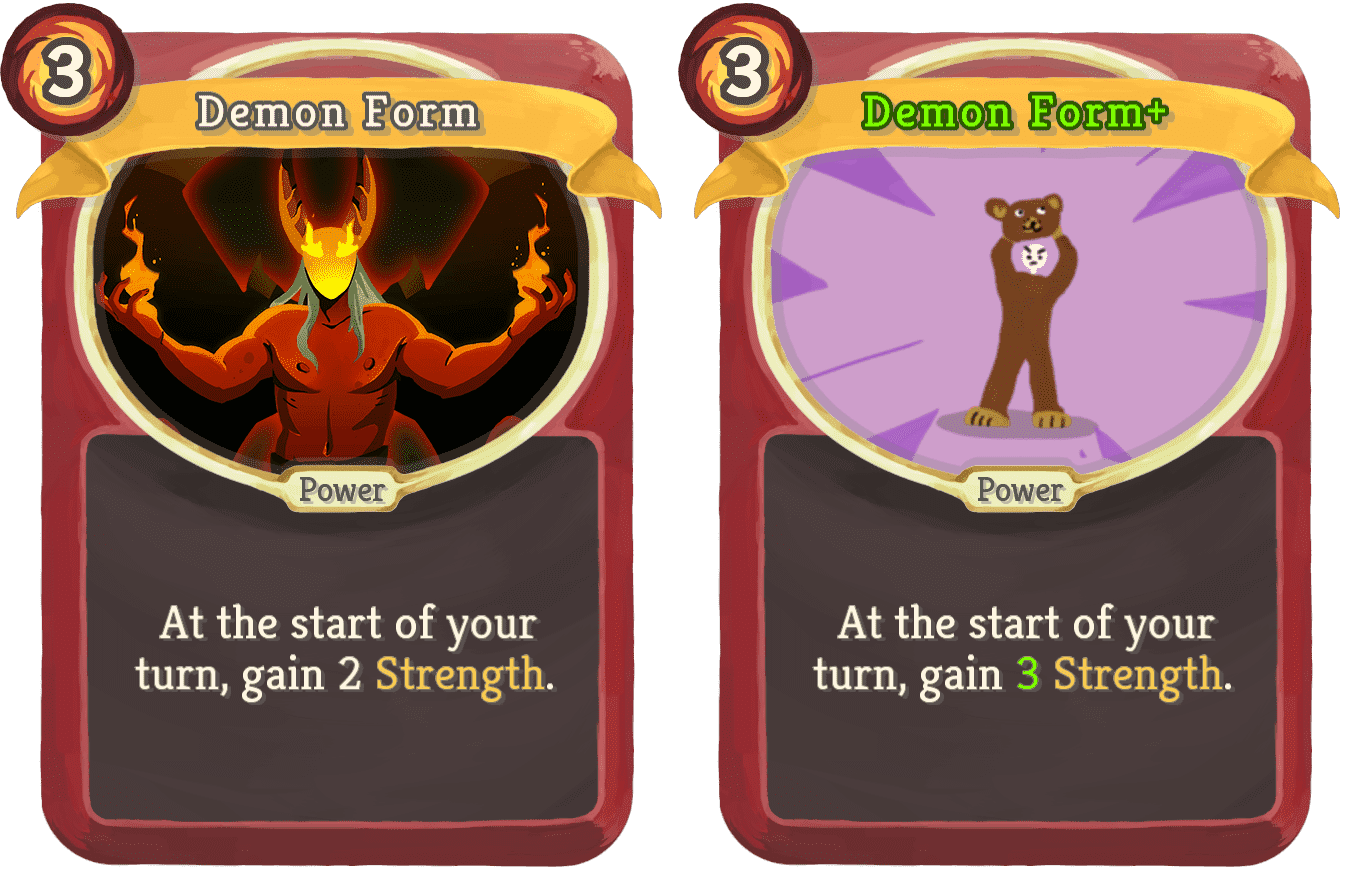 3
Demon Form
Power
At the start of your
turn, gain 2 Strength.
3
Demon Form+
Power
At the start of your
turn, gain 3 Strength.